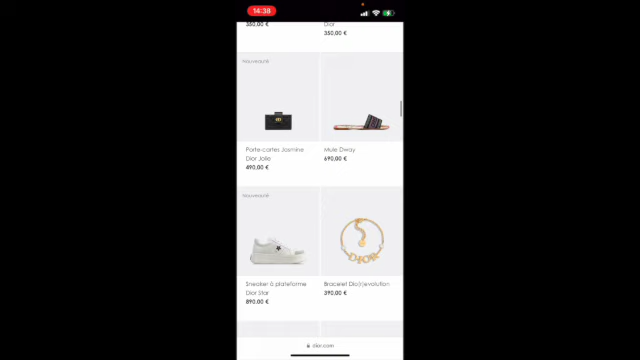 14:38
350,00 €
Dior
350,00 €
Nouveauté
Porte-cartes Jasmine
Dior Jolie
490,00 €
Mule Dway
690,00 €
Nouveauté
Sneaker à plateforme
Dior Star
890,00 €
DIOR
Bracelet Dio(r)evolution
390,00 €
dior.com